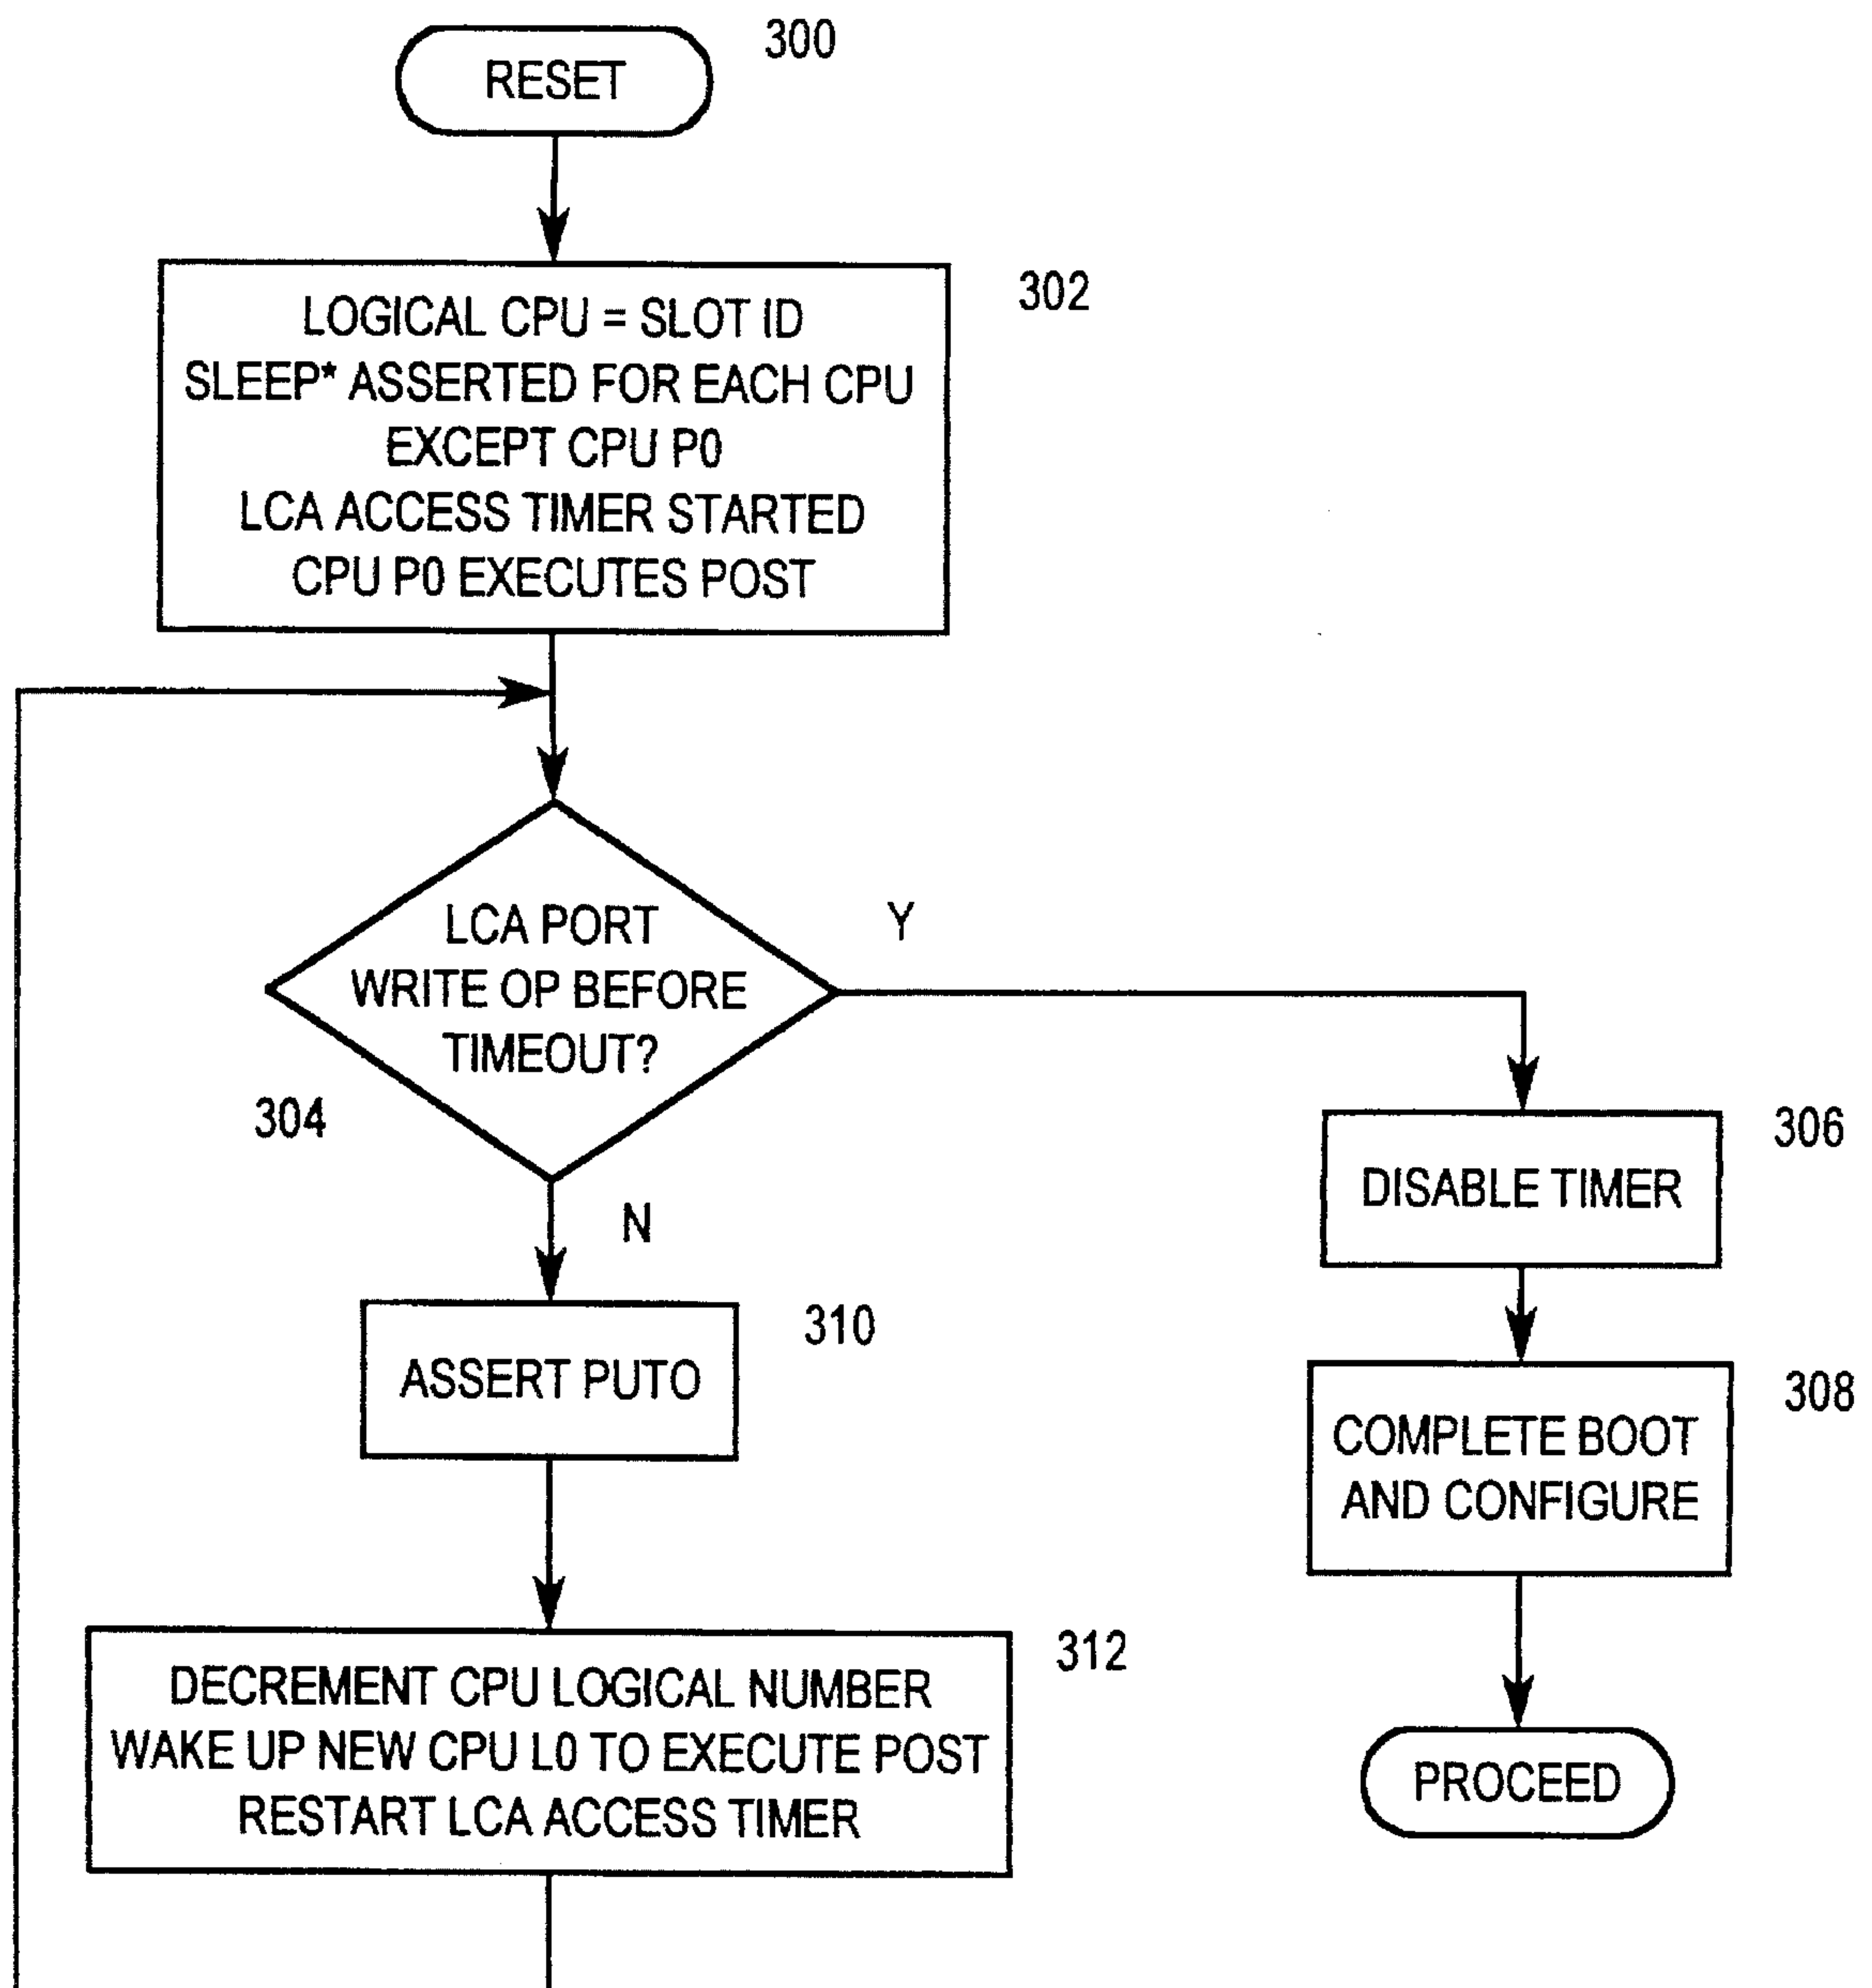 300
RESET
302
LOGICAL CPU = SLOT ID
SLEEP* ASSERTED FOR EACH CPU
EXCEPT CPU P0
LCA ACCESS TIMER STARTED
CPU P0 EXECUTES POST
LCA PORT
WRITE OP BEFORE
TIMEOUT?
304
Y
N
306
DISABLE TIMER
308
COMPLETE BOOT
AND CONFIGURE
PROCEED
310
ASSERT PUTO
312
DECREMENT CPU LOGICAL NUMBER
WAKE UP NEW CPU L0 TO EXECUTE POST
RESTART LCA ACCESS TIMER